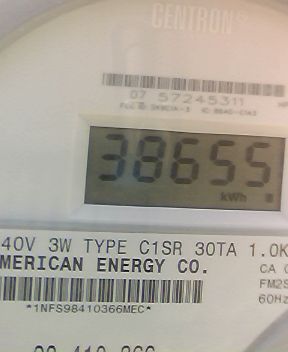 CENTRON®
07 57245311
38655
kWh
40V 3W TYPE C1SR 30TA 1.0K
MERICAN ENERGY CO.
CA
FM2S
60Hz
*1NFS98410366MEC*